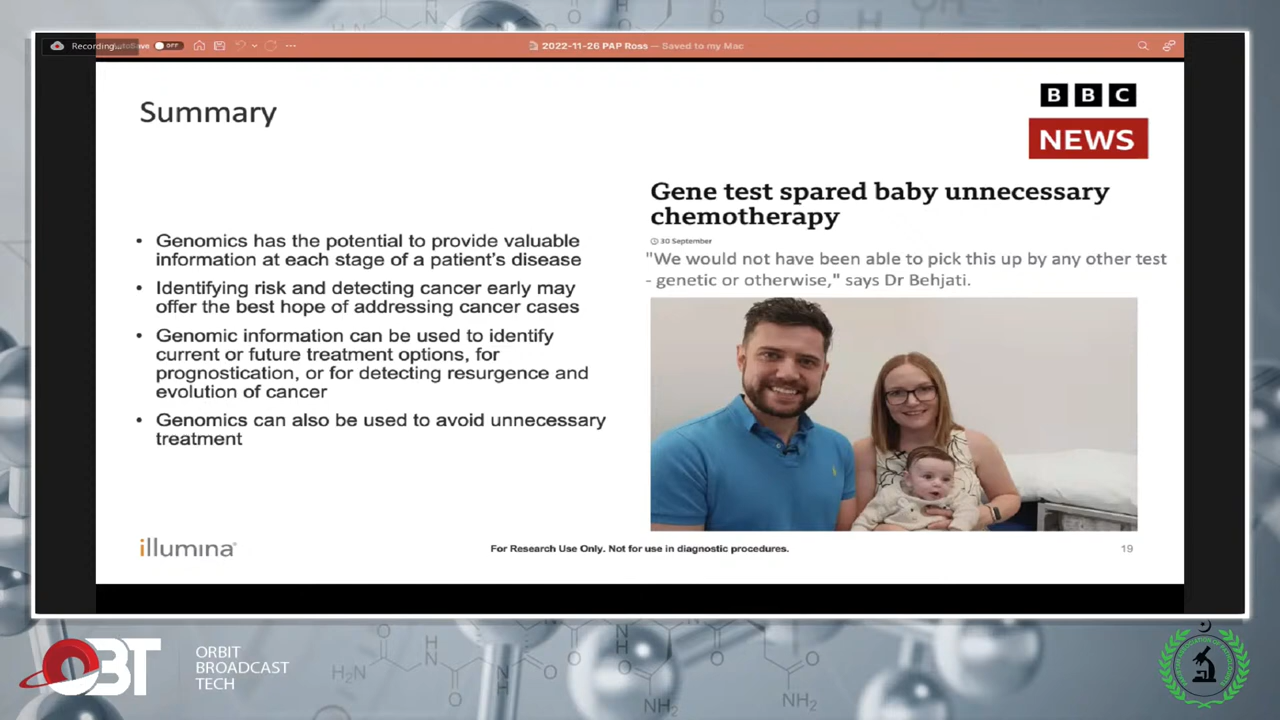 Recording...
AutoSave OFF
2022-11-26 PAP Ross — Saved to my Mac
Summary
BBC
NEWS
Gene test spared baby unnecessary
chemotherapy
30 September
"We would not have been able to pick this up by any other test
- genetic or otherwise," says Dr Behjati.
• Genomics has the potential to provide valuable
information at each stage of a patient's disease
• Identifying risk and detecting cancer early may
offer the best hope of addressing cancer cases
• Genomic information can be used to identify
current or future treatment options, for
prognostication, or for detecting resurgence and
evolution of cancer
• Genomics can also be used to avoid unnecessary
treatment
illumina®
For Research Use Only. Not for use in diagnostic procedures.
19
OBT
ORBIT
BROADCAST
TECH
H₂N
H
O
NH₂
NH₂